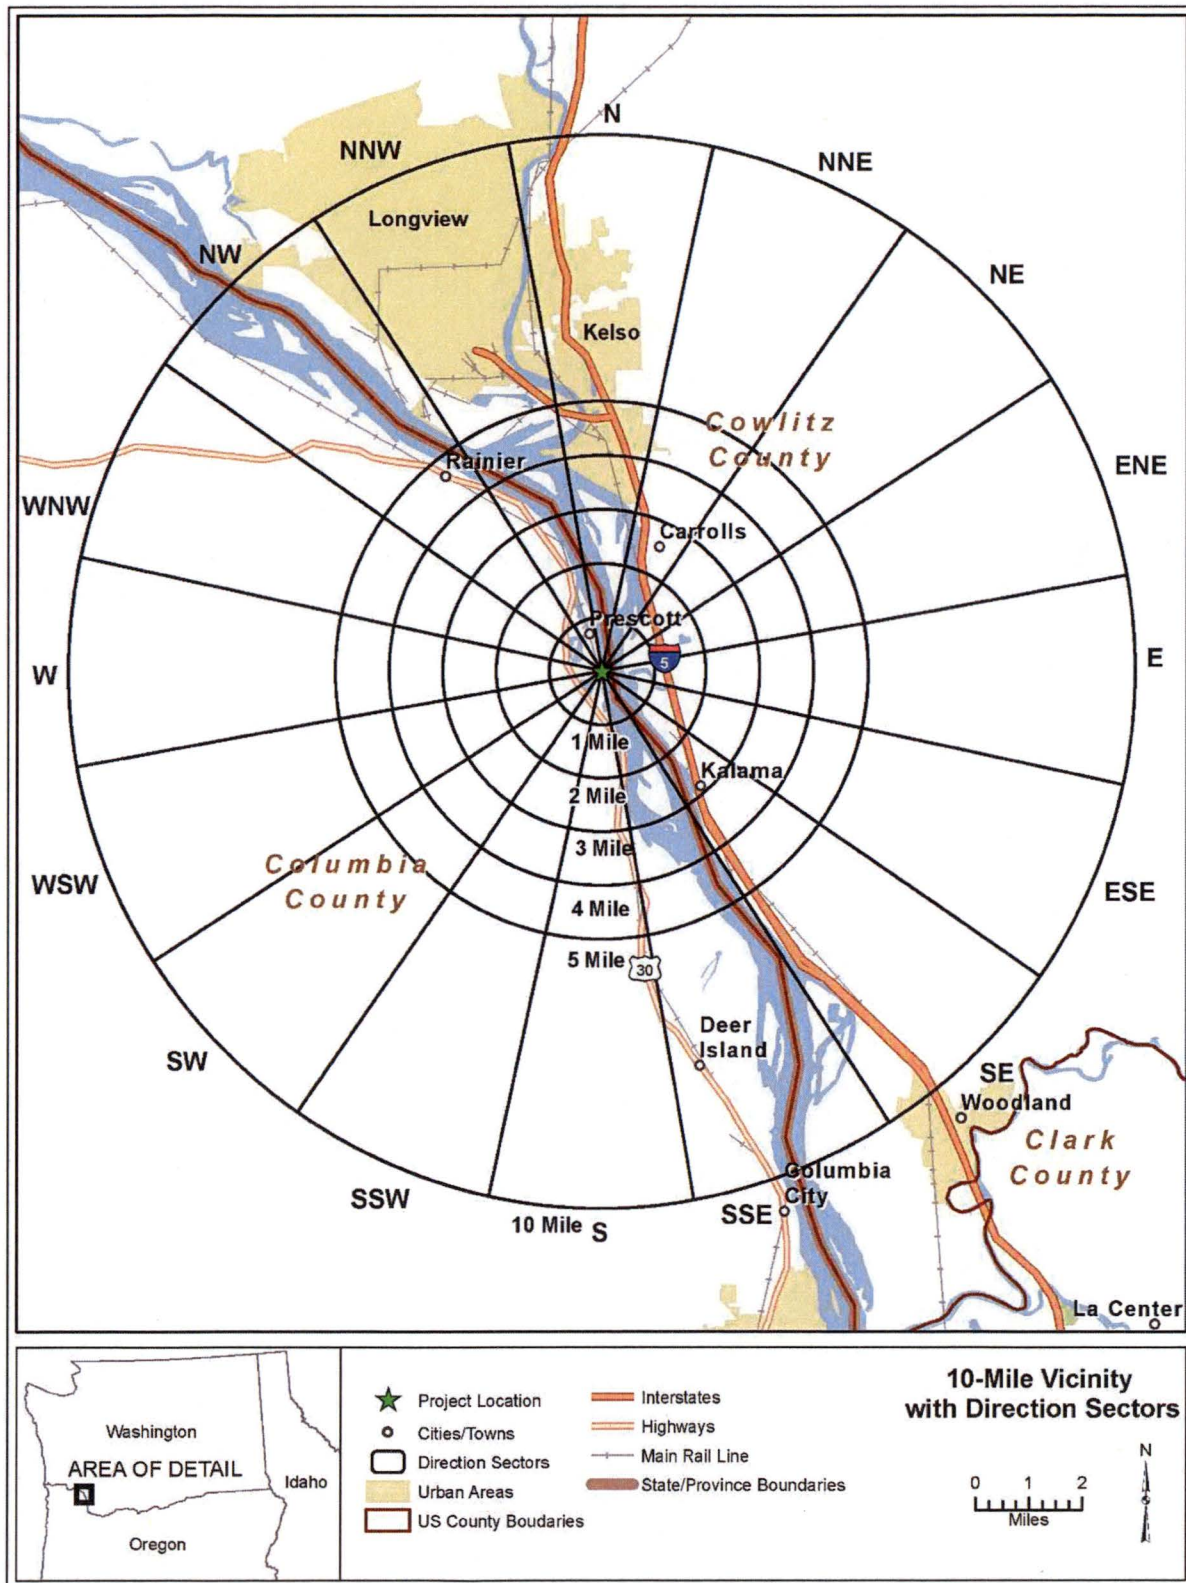 N
NNW
NNE
Longview
NW
NE
Kelso
Cowlitz
County
Rainier
ENE
WNW
Carrolls
Prescott
5
W
E
1 Mile
Kalama
2 Mile
3 Mile
Columbia
County
WSW
ESE
4 Mile
5 Mile
30
Deer
Island
SW
SE
Woodland
Clark
County
Columbia
City
SSW
SSE
10 Mile
S
La Center
Washington
AREA OF DETAIL
Idaho
Oregon
Project Location
Cities/Towns
Direction Sectors
Urban Areas
US County Boudaries
Interstates
Highways
Main Rail Line
State/Province Boundaries
10-Mile Vicinity
with Direction Sectors
0 1 2
Miles
N